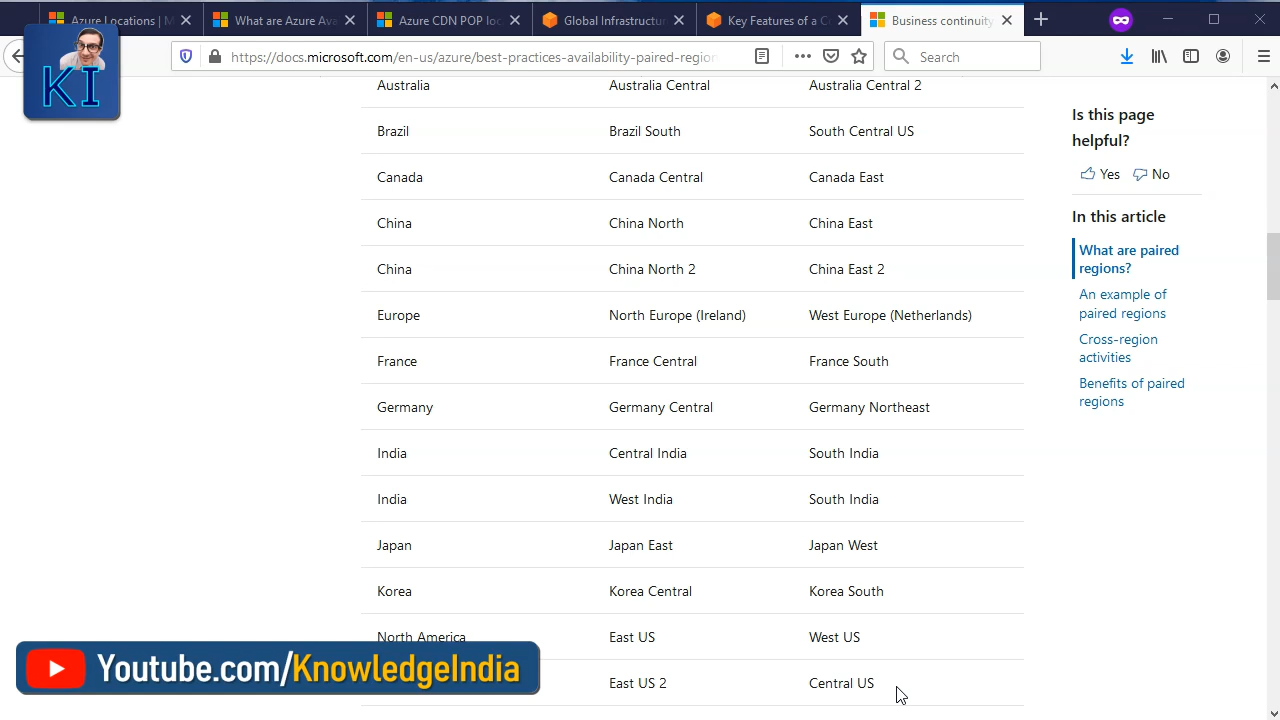 Azure Locations | M
What are Azure Ava
Azure CDN POP loc
Global Infrastructur
Key Features of a C
Business continuity
https://docs.microsoft.com/en-us/azure/best-practices-availability-paired-region
Search
KI
Australia Australia Central Australia Central 2
Brazil Brazil South South Central US
Canada Canada Central Canada East
China China North China East
China China North 2 China East 2
Europe North Europe (Ireland) West Europe (Netherlands)
France France Central France South
Germany Germany Central Germany Northeast
India Central India South India
India West India South India
Japan Japan East Japan West
Korea Korea Central Korea South
North America East US West US
East US 2 Central US
Is this page
helpful?
Yes No
In this article
What are paired
regions?
An example of
paired regions
Cross-region
activities
Benefits of paired
regions
Youtube.com/KnowledgeIndia